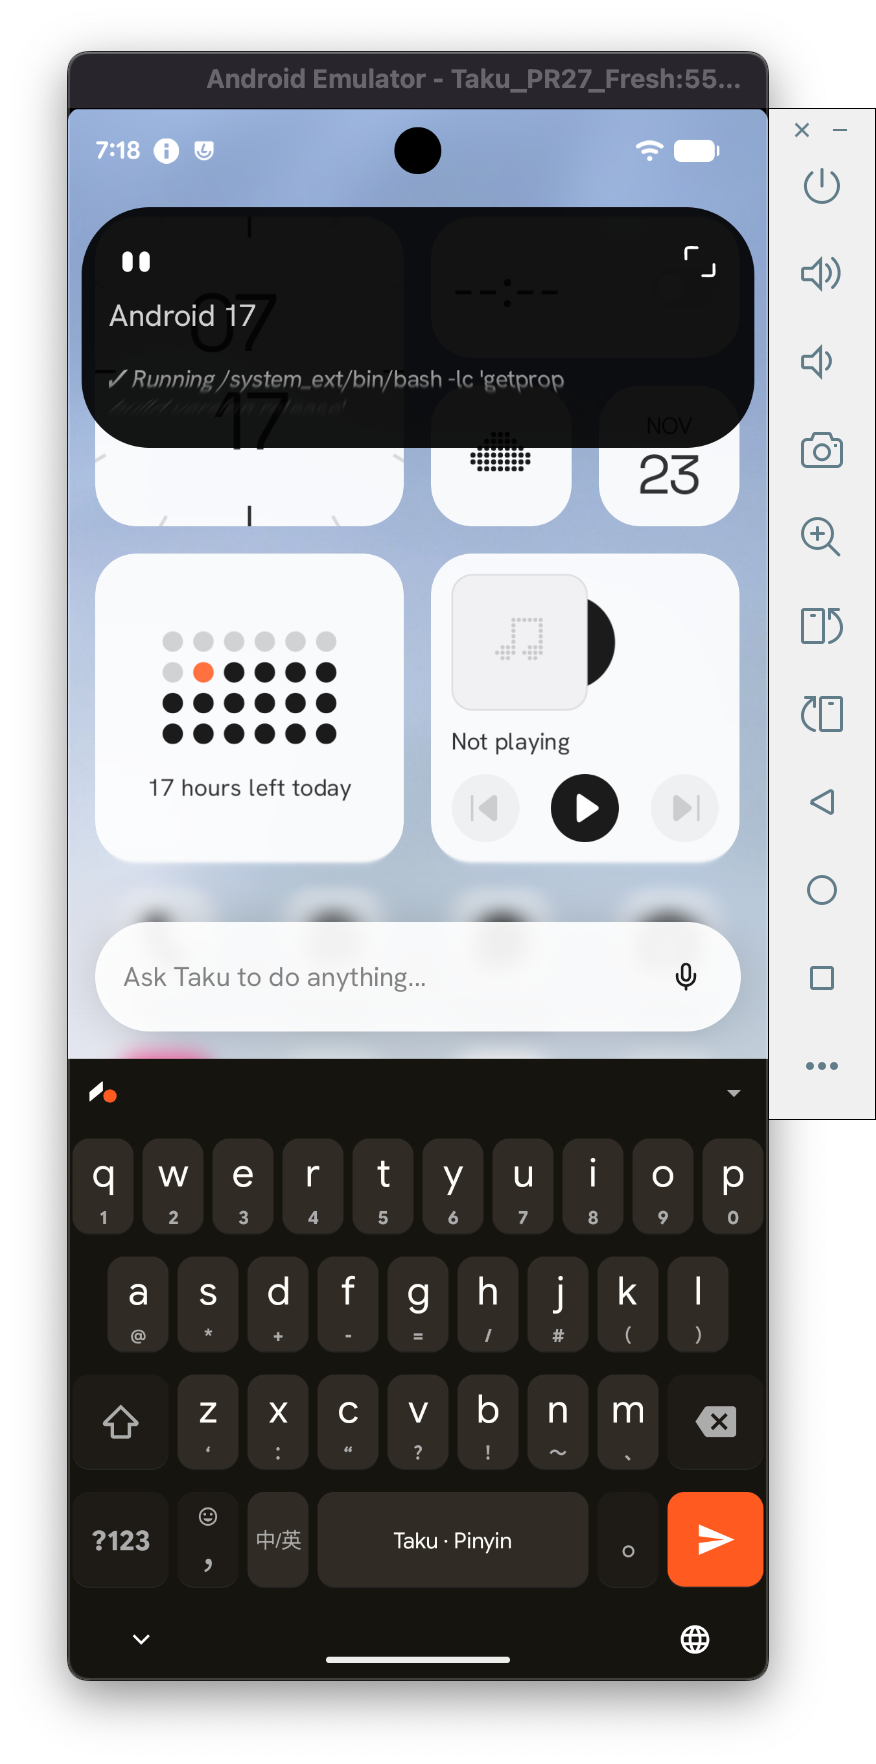 Android Emulator - Taku_PR27_Fresh:55...
7:18
07
--:--
Android 17
✓ Running /system_ext/bin/bash -lc 'getprop
17
NOV
23
17 hours left today
Not playing
Ask Taku to do anything...
q w e r t y u i o p
1 2 3 4 5 6 7 8 9 0
a s d f g h j k l
@ * + - = / # ( )
z x c v b n m
‘ : “ ? ! ～ 、
?123 , 中/英 Taku · Pinyin 。